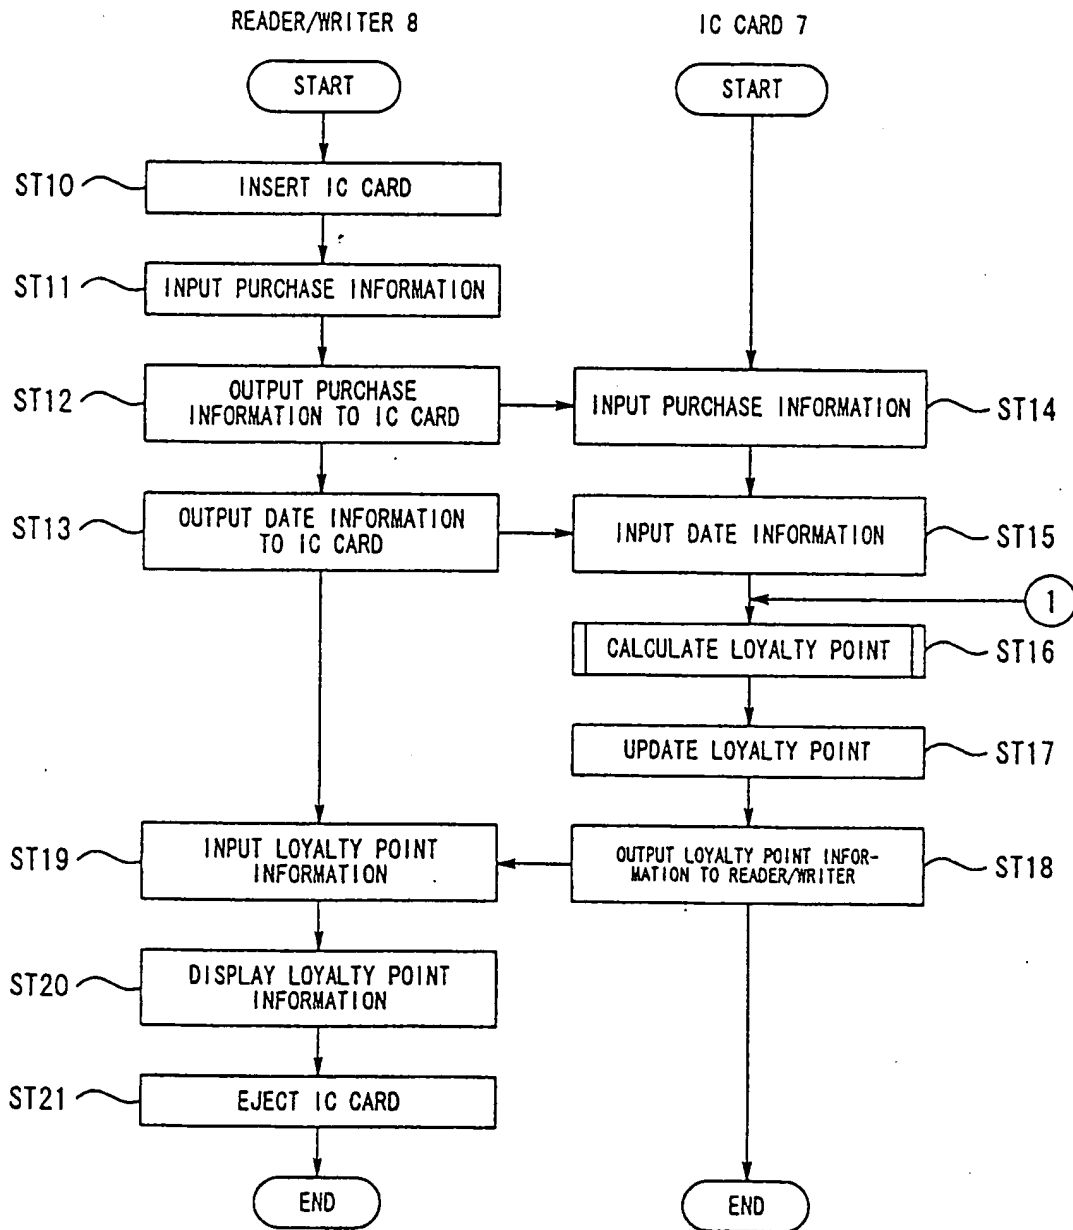 READER/WRITER 8
IC CARD 7
START
START
ST10
INSERT IC CARD
ST11
INPUT PURCHASE INFORMATION
ST12
OUTPUT PURCHASE
INFORMATION TO IC CARD
INPUT PURCHASE INFORMATION
ST14
ST13
OUTPUT DATE INFORMATION
TO IC CARD
INPUT DATE INFORMATION
ST15
1
CALCULATE LOYALTY POINT
ST16
UPDATE LOYALTY POINT
ST17
ST19
INPUT LOYALTY POINT
INFORMATION
OUTPUT LOYALTY POINT INFOR-
MATION TO READER/WRITER
ST18
ST20
DISPLAY LOYALTY POINT
INFORMATION
ST21
EJECT IC CARD
END
END